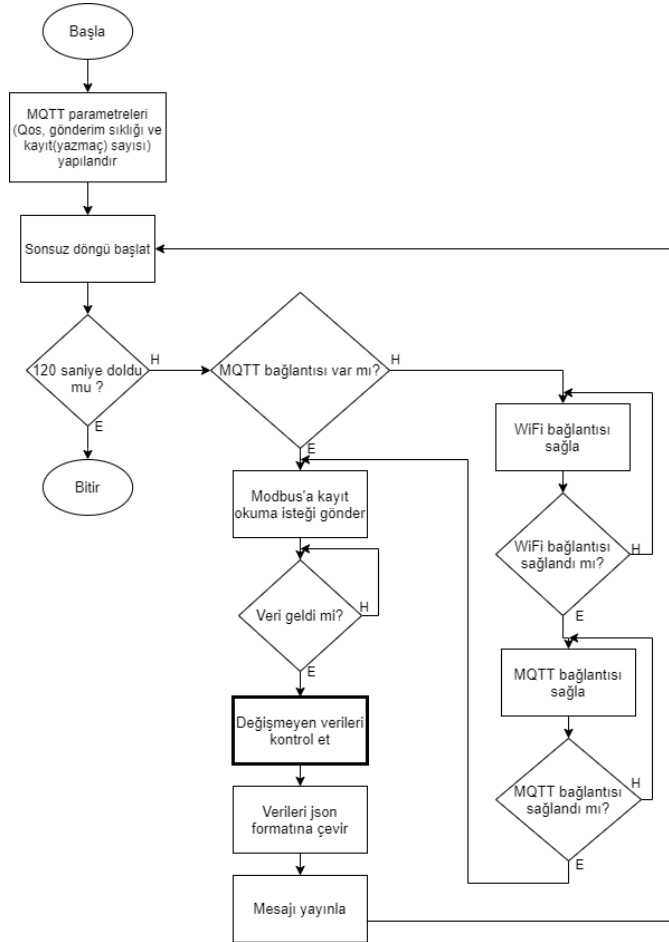 Başla
MQTT parametreleri
(Qos, gönderim sıklığı ve
kayıt(yazmaç) sayısı)
yapılandır
Sonsuz döngü başlat
120 saniye doldu
mu ?
H
E
Bitir
MQTT bağlantısı var mı?
H
E
Modbus'a kayıt
okuma isteği gönder
Veri geldi mi?
H
E
Değişmeyen verileri
kontrol et
Verileri json
formatına çevir
Mesajı yayınla
WiFi bağlantısı
sağla
WiFi bağlantısı
sağlandı mı?
H
E
MQTT bağlantısı
sağla
MQTT bağlantısı
sağlandı mı?
H
E